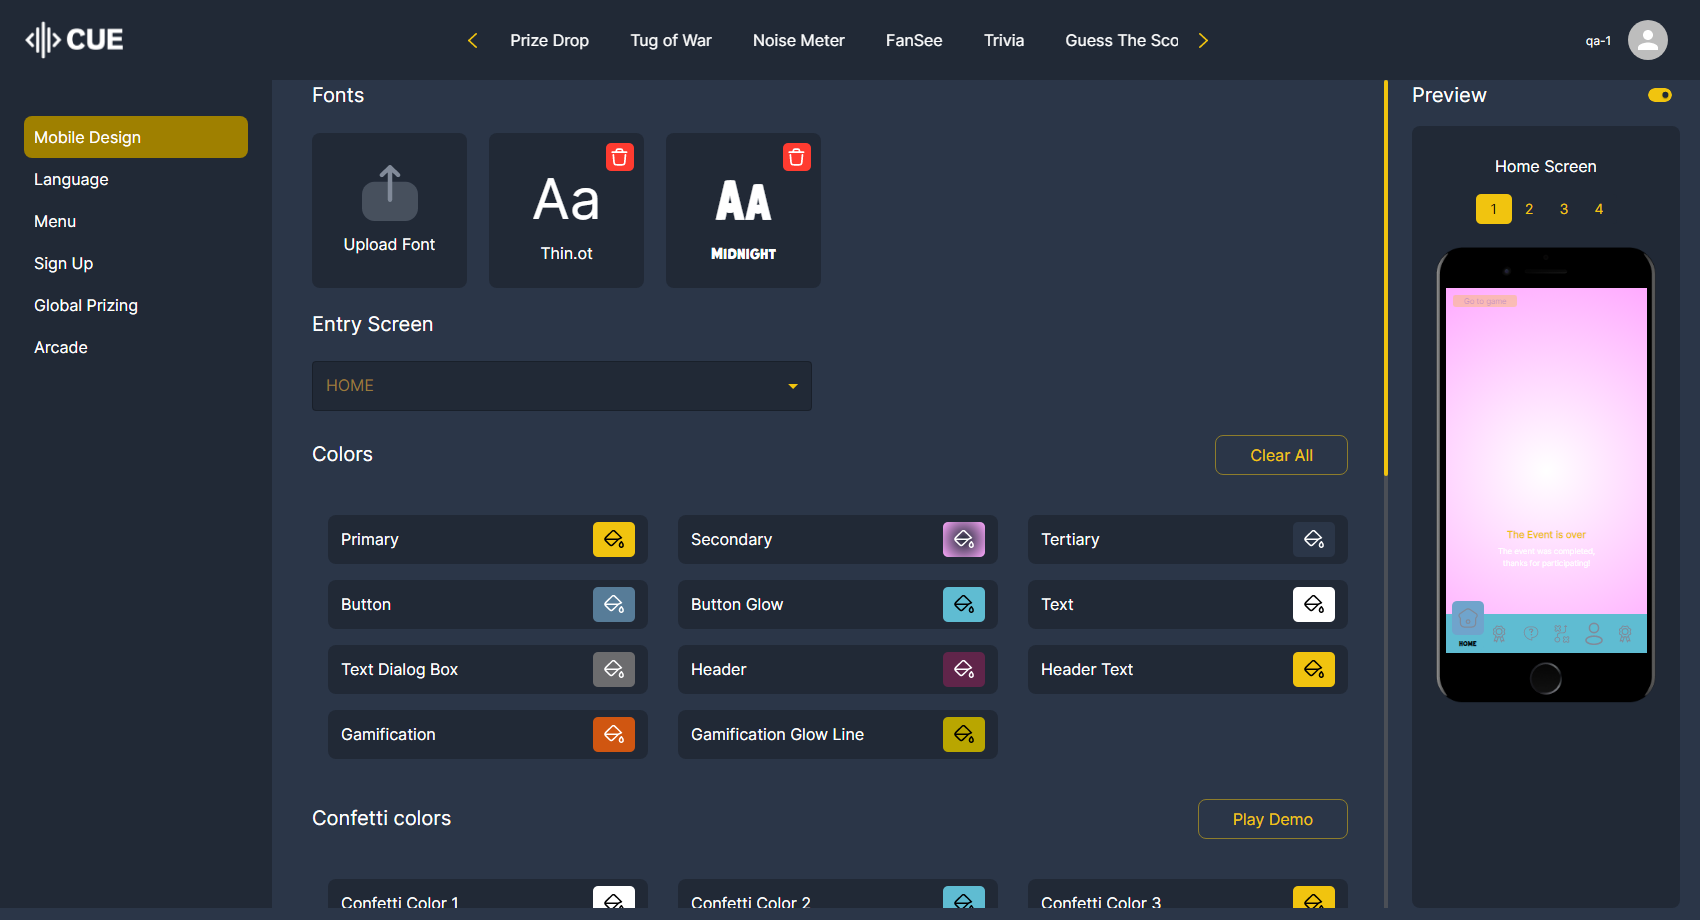 CUE
Prize Drop
Tug of War
Noise Meter
FanSee
Trivia
Guess The Sco
qa-1
Mobile Design
Language
Menu
Sign Up
Global Prizing
Arcade
Fonts
Upload Font
Aa
Thin.ot
AA
MIDNIGHT
Entry Screen
HOME
Colors
Clear All
Primary
Secondary
Tertiary
Button
Button Glow
Text
Text Dialog Box
Header
Header Text
Gamification
Gamification Glow Line
Confetti colors
Play Demo
Confetti Color 1
Confetti Color 2
Confetti Color 3
Preview
Home Screen
1
2
3
4
Go to game
The Event is over
The event was completed,
thanks for participating!
HOME